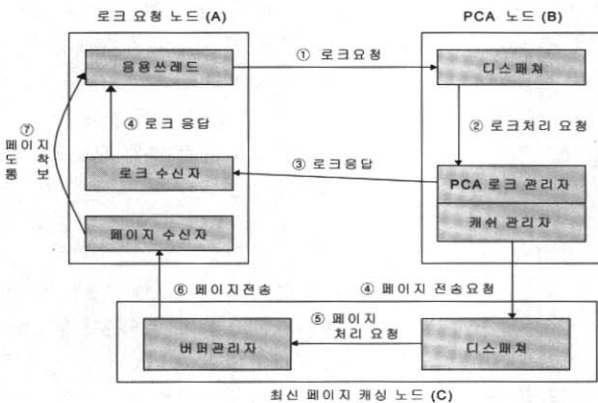 로크 요청 노드 (A)
PCA 노드 (B)
응용쓰레드
① 로크요청
디스패쳐
④ 로크 응답
② 로크처리 요청
⑦
페이지
도 착
통 보
로크 수신자
③ 로크응답
PCA 로크 관리자
페이지 수신자
캐쉬 관리자
⑥ 페이지전송
④ 페이지 전송요청
버퍼관리자
⑤ 페이지
처리 요청
디스패쳐
최신 페이지 캐싱 노드 (C)